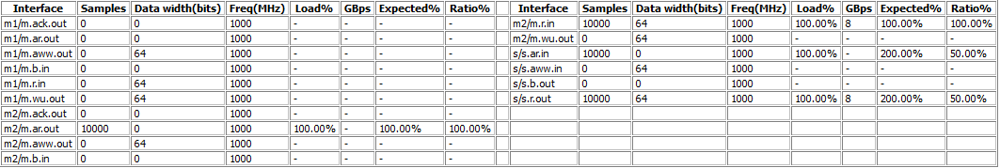 Interface Samples Data width(bits) Freq(MHz) Load% GBps Expected% Ratio% Interface Samples Data width(bits) Freq(MHz) Load% GBps Expected% Ratio%
m1/m.ack.out 0 0 1000 - - - - m2/m.r.in 10000 64 1000 100.00% 8 100.00% 100.00%
m1/m.ar.out 0 0 1000 - - - - m2/m.wu.out 0 64 1000 - - - -
m1/m.aww.out 0 64 1000 - - - - s/s.ar.in 10000 0 1000 100.00% - 200.00% 50.00%
m1/m.b.in 0 0 1000 - - - - s/s.aww.in 0 64 1000 - - - -
m1/m.r.in 0 64 1000 - - - - s/s.b.out 0 0 1000 - - - -
m1/m.wu.out 0 64 1000 - - - - s/s.r.out 10000 64 1000 100.00% 8 200.00% 50.00%
m2/m.ack.out 0 0 1000 - - - -
m2/m.ar.out 10000 0 1000 100.00% - 100.00% 100.00%
m2/m.aww.out 0 64 1000 - - - -
m2/m.b.in 0 0 1000 - - - -